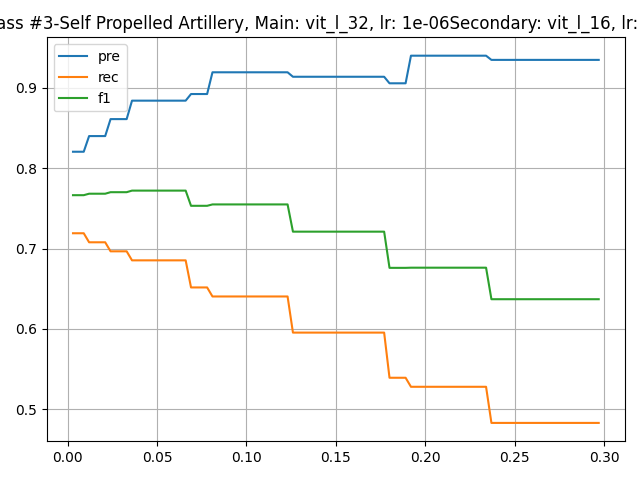 ass #3-Self Propelled Artillery, Main: vit_l_32, lr: 1e-06Secondary: vit_l_16, lr:
pre
rec
f1
0.9
0.8
0.7
0.6
0.5
0.00 0.05 0.10 0.15 0.20 0.25 0.30